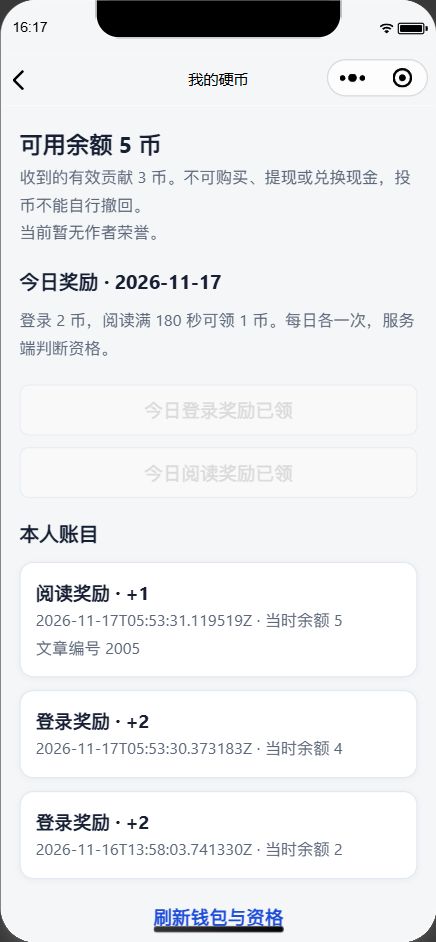 16:17
我的硬币
可用余额 5 币
收到的有效贡献 3 币。不可购买、提现或兑换现金，投
币不能自行撤回。
当前暂无作者荣誉。
今日奖励 · 2026-11-17
登录 2 币，阅读满 180 秒可领 1 币。每日各一次，服务
端判断资格。
今日登录奖励已领
今日阅读奖励已领
本人账目
阅读奖励 · +1
2026-11-17T05:53:31.119519Z · 当时余额 5
文章编号 2005
登录奖励 · +2
2026-11-17T05:53:30.373183Z · 当时余额 4
登录奖励 · +2
2026-11-16T13:58:03.741330Z · 当时余额 2
刷新钱包与资格